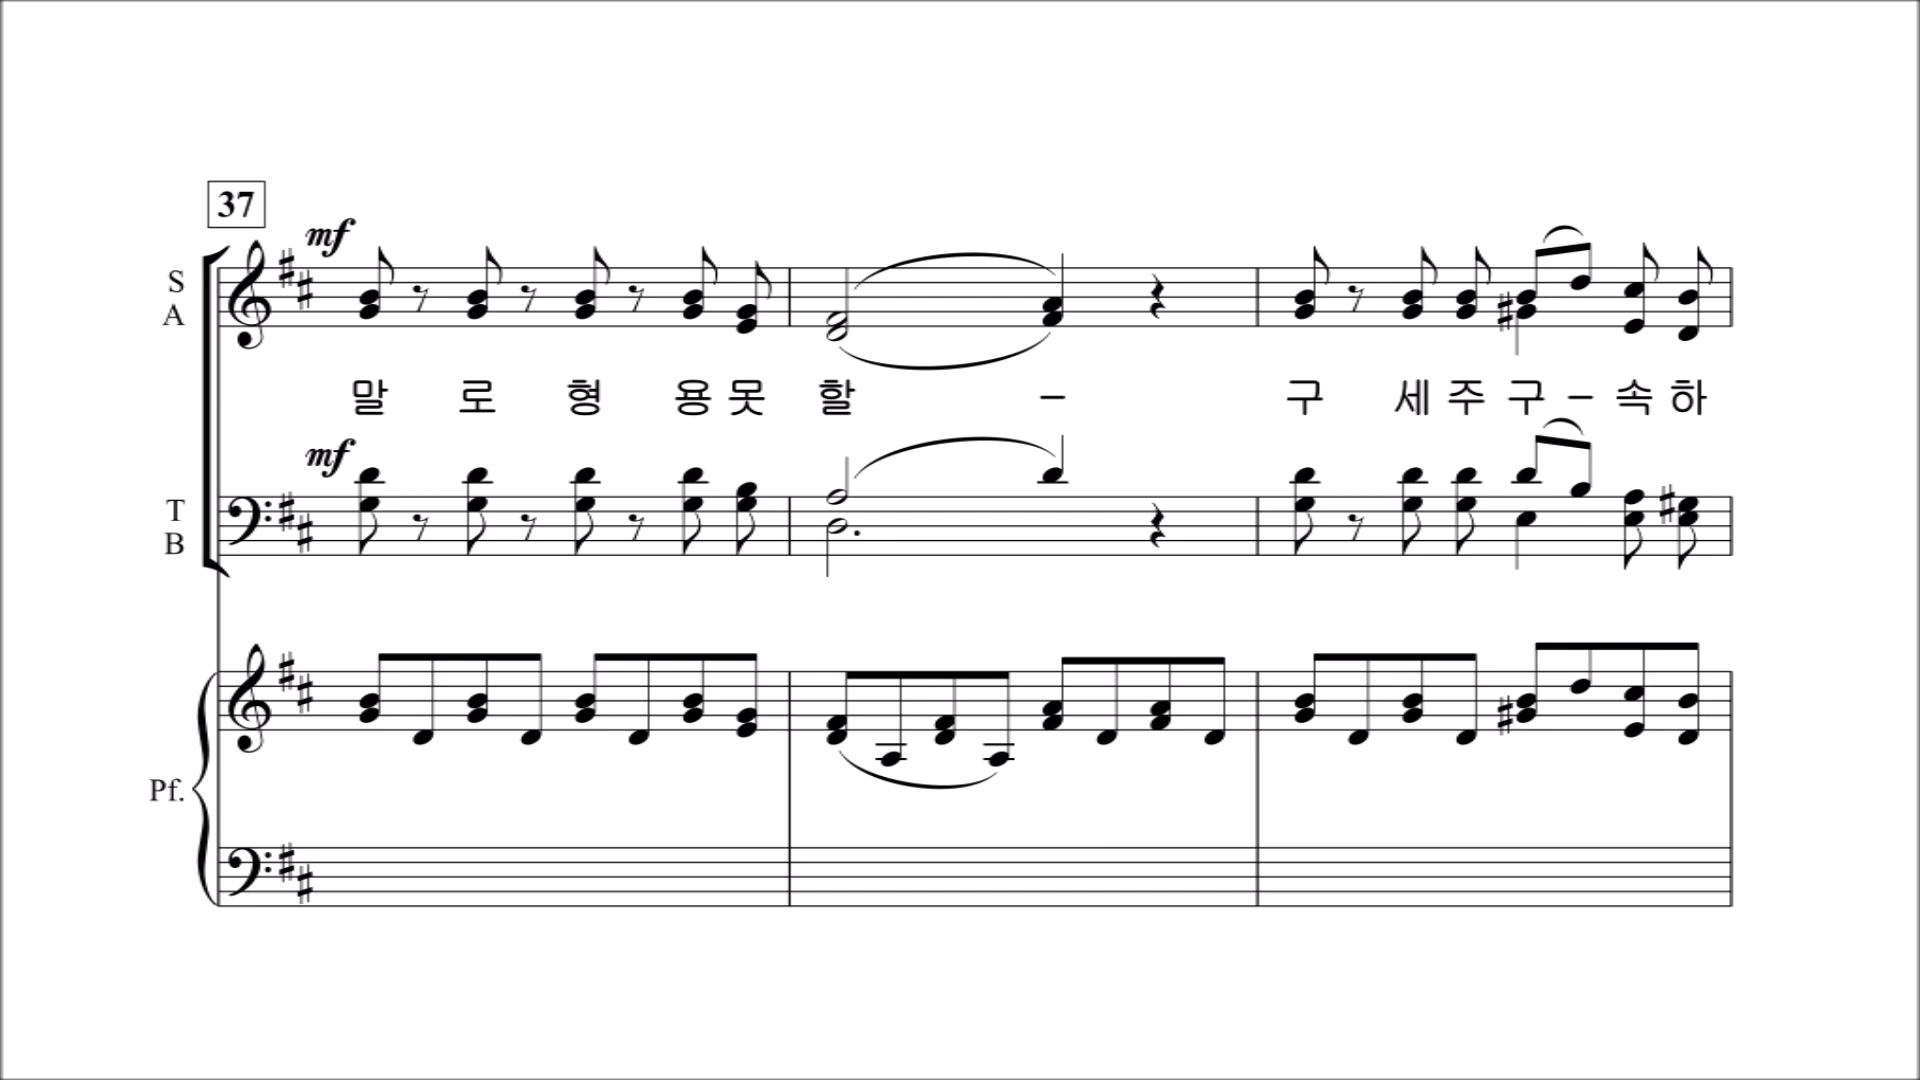 37
mf
S
A
말 로 형 용 못 할 - 구 세 주 구 - 속 하
mf
T
B
Pf.